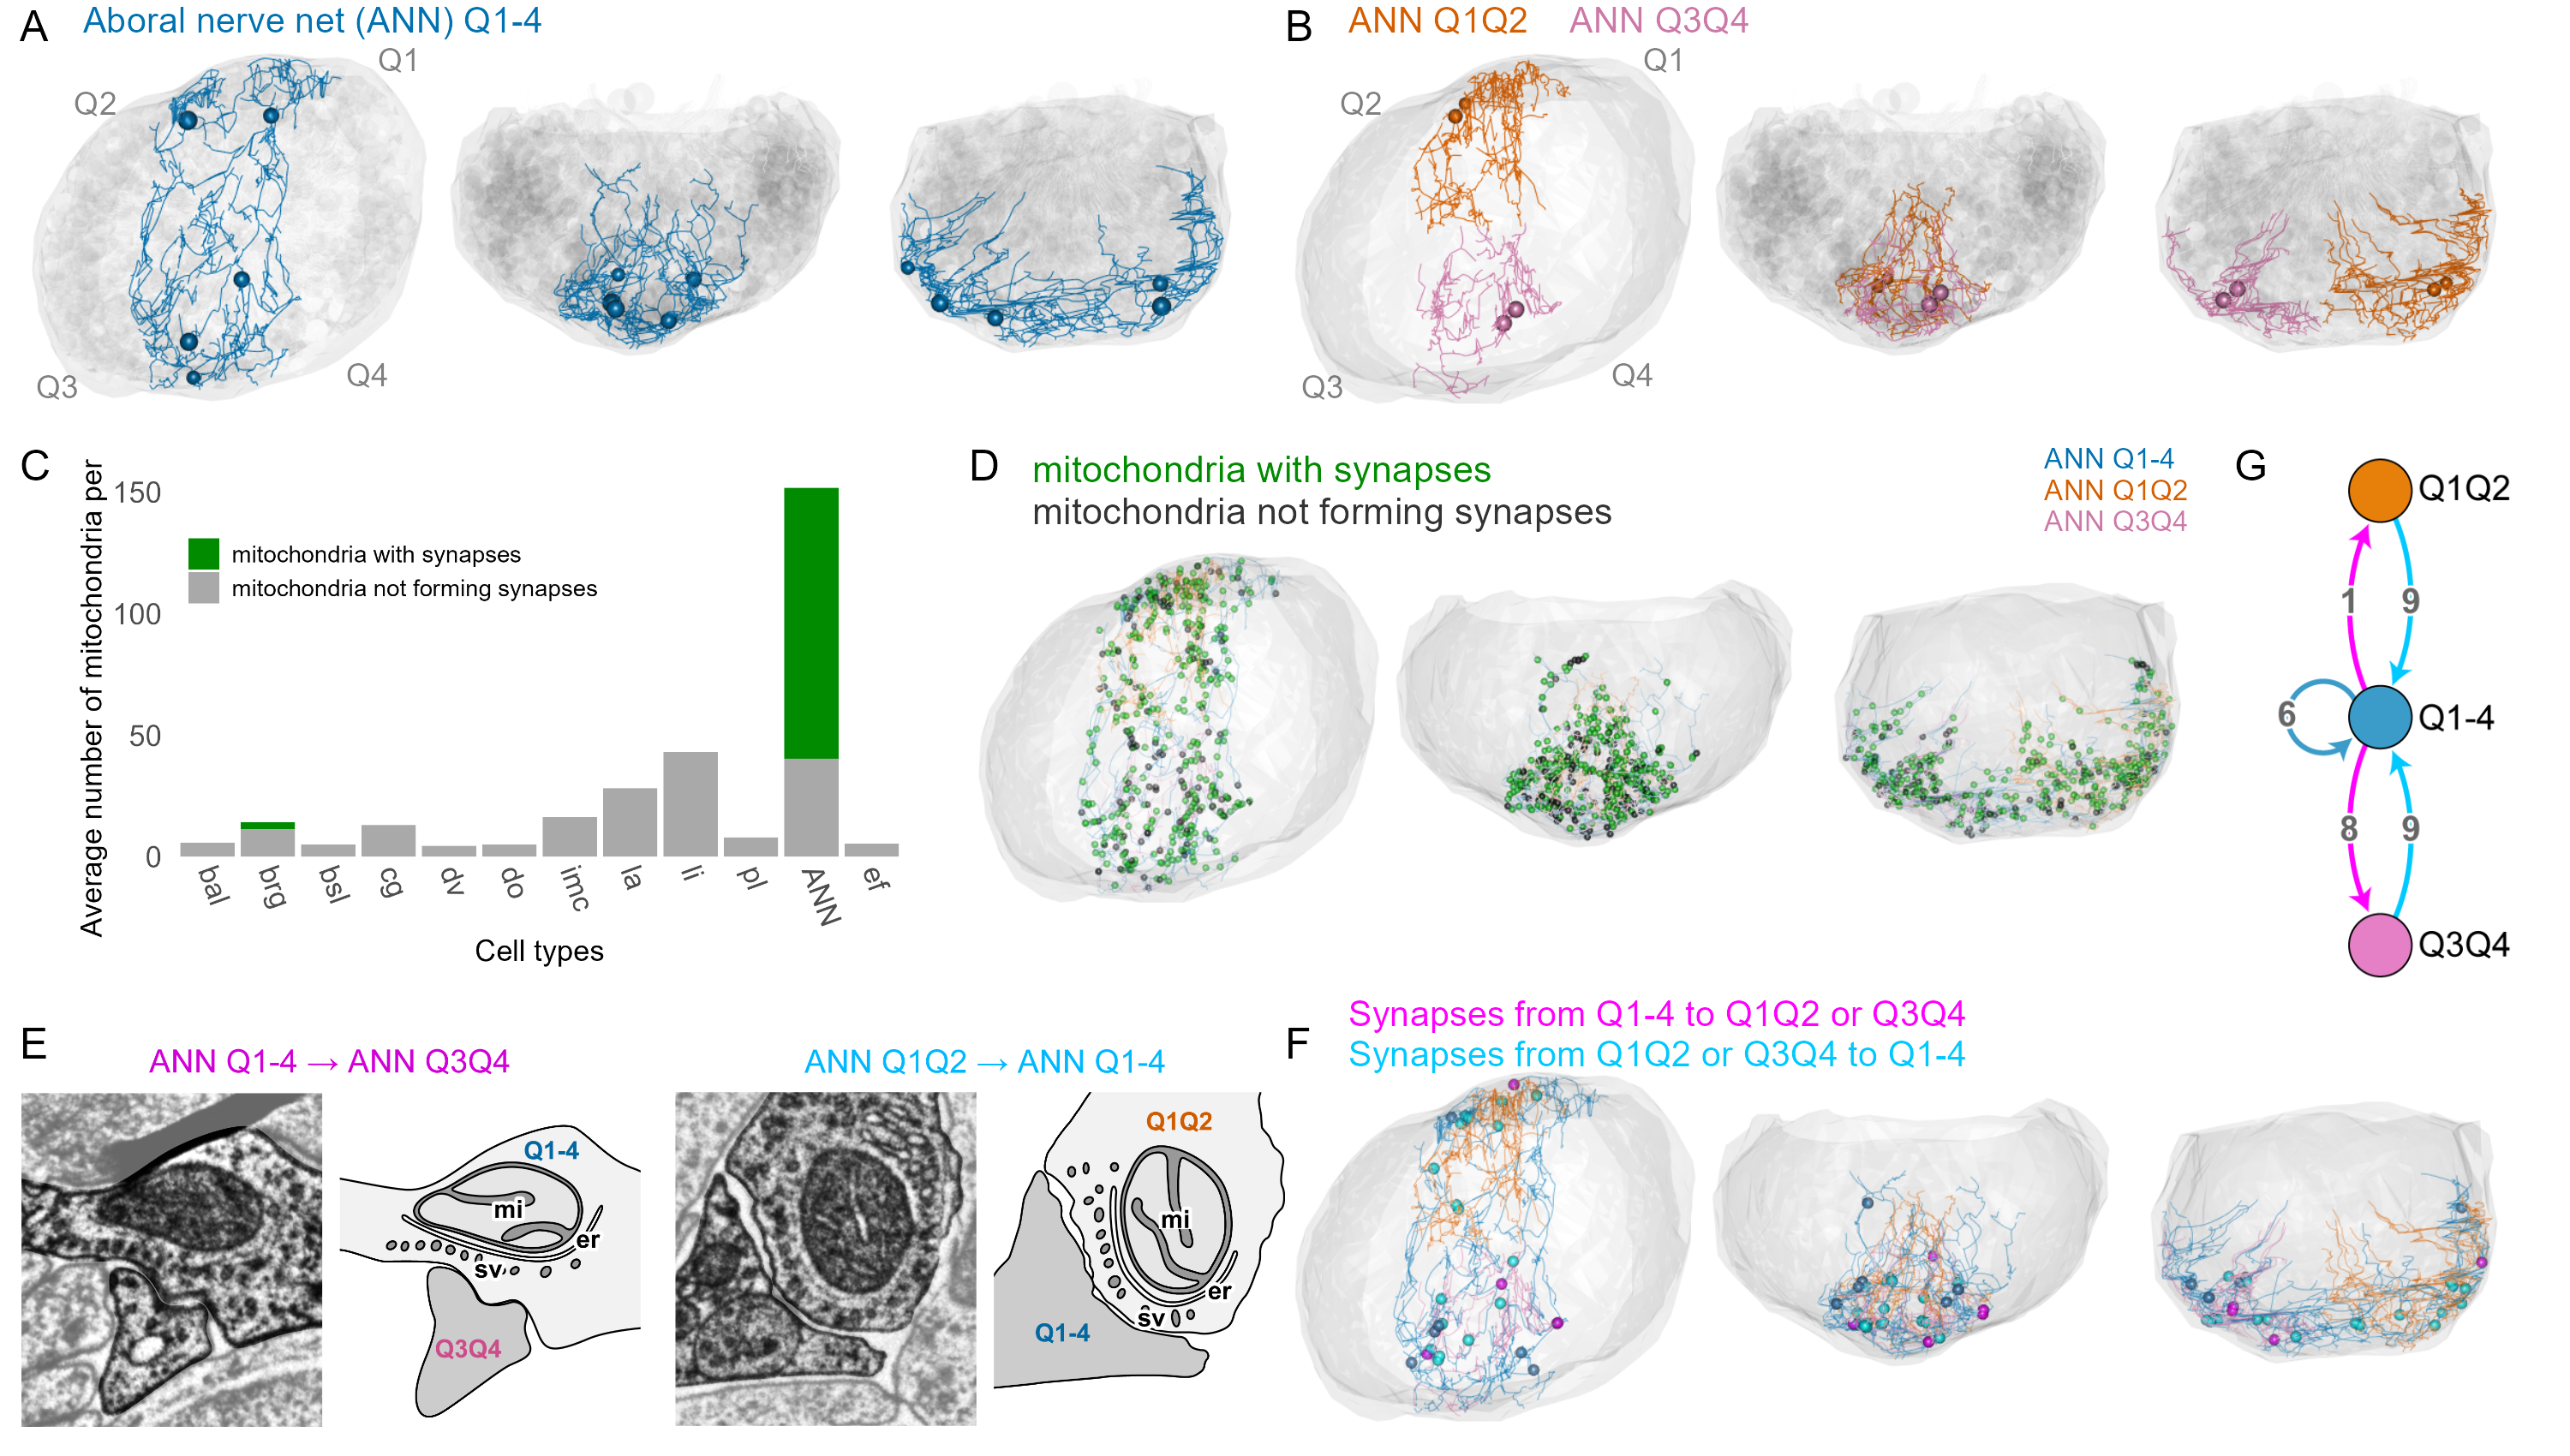 A
Aboral nerve net (ANN) Q1-4
Q1
Q2
Q3
Q4
B
ANN Q1Q2
ANN Q3Q4
Q1
Q2
Q3
Q4
C
Average number of mitochondria per
150
100
50
0
mitochondria with synapses
mitochondria not forming synapses
bal
brg
bsl
cg
dv
do
imc
la
li
pl
ANN
ef
Cell types
D
mitochondria with synapses
mitochondria not forming synapses
ANN Q1-4
ANN Q1Q2
ANN Q3Q4
G
Q1Q2
1
9
6
Q1-4
8
9
Q3Q4
E
ANN Q1-4 → ANN Q3Q4
Q1-4
mi
er
sv
Q3Q4
ANN Q1Q2 → ANN Q1-4
Q1Q2
mi
er
sv
Q1-4
F
Synapses from Q1-4 to Q1Q2 or Q3Q4
Synapses from Q1Q2 or Q3Q4 to Q1-4